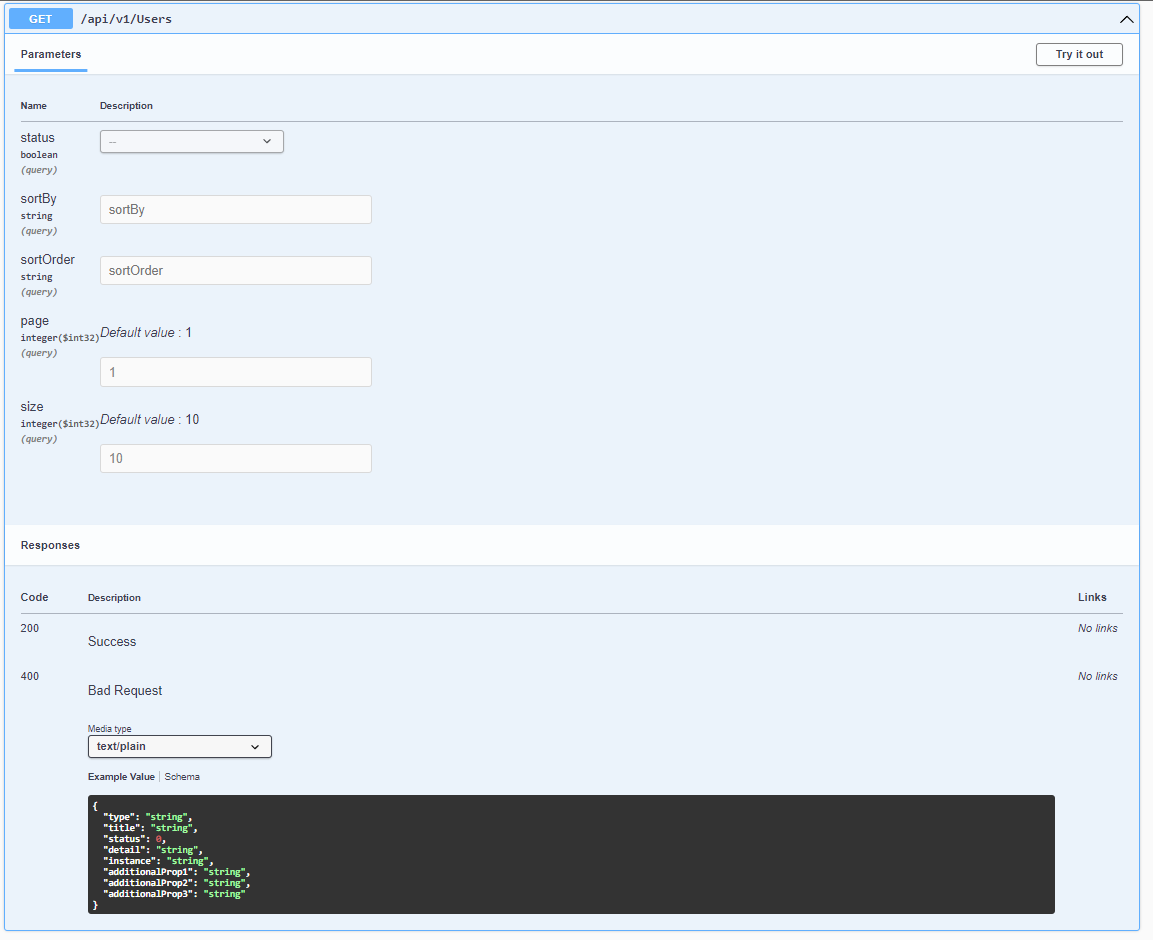 GET /api/v1/Users
Parameters
Try it out
Name Description
status
boolean
(query)
--
sortBy
string
(query)
sortBy
sortOrder
string
(query)
sortOrder
page
integer($int32)
(query)
Default value : 1
1
size
integer($int32)
(query)
Default value : 10
10
Responses
Code Description Links
200 No links
Success
400 No links
Bad Request
Media type
text/plain
Example Value Schema
{
  "type": "string",
  "title": "string",
  "status": 0,
  "detail": "string",
  "instance": "string",
  "additionalProp1": "string",
  "additionalProp2": "string",
  "additionalProp3": "string"
}